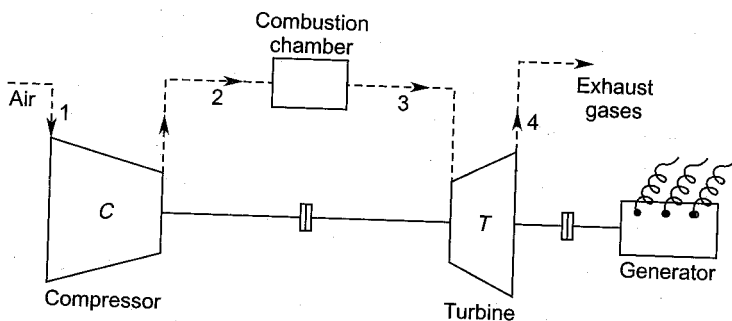 Combustion
chamber
Air
1
2
3
4
Exhaust
gases
C
T
Compressor
Turbine
Generator